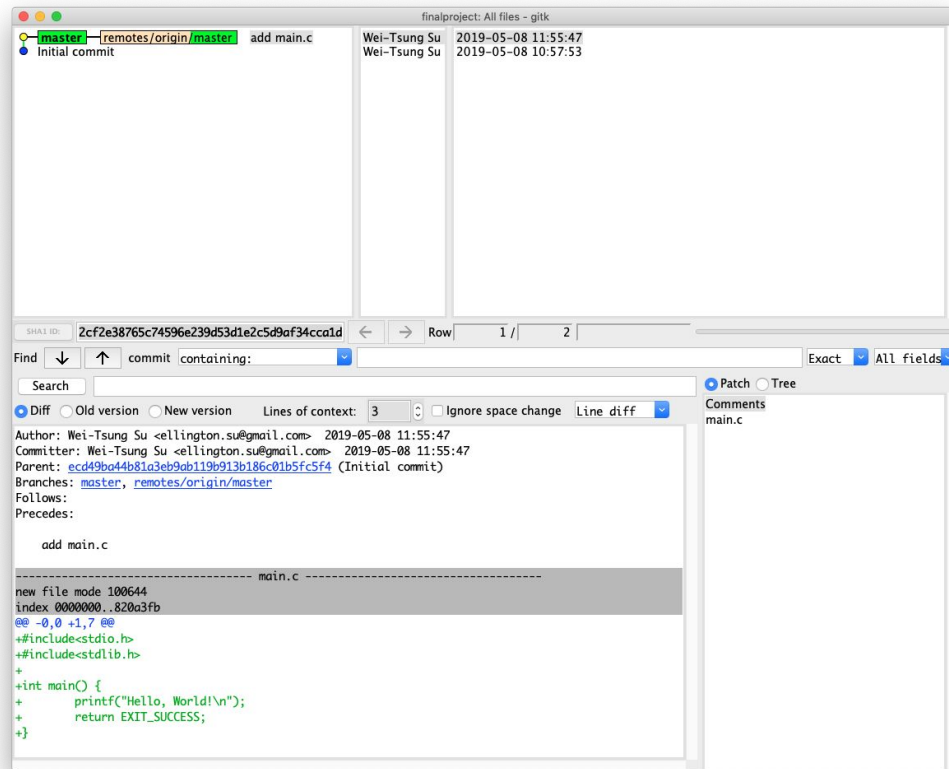 finalproject: All files - gitk
master remotes/origin/master add main.c Wei-Tsung Su 2019-05-08 11:55:47
Initial commit Wei-Tsung Su 2019-05-08 10:57:53
SHA1 ID: 2cf2e38765c74596e239d53d1e2c5d9af34cca1d ← → Row 1 / 2
Find ↓ ↑ commit containing: Exact All fields
Search Patch Tree
Diff Old version New version Lines of context: 3 Ignore space change Line diff Comments
main.c
Author: Wei-Tsung Su <ellington.su@gmail.com> 2019-05-08 11:55:47
Committer: Wei-Tsung Su <ellington.su@gmail.com> 2019-05-08 11:55:47
Parent: ecd49ba44b81a3eb9ab119b913b186c01b5fc5f4 (Initial commit)
Branches: master, remotes/origin/master
Follows:
Precedes:
add main.c
---------------------------------- main.c ------------------------------------
new file mode 100644
index 0000000..820a3fb
@@ -0,0 +1,7 @@
+#include<stdio.h>
+#include<stdlib.h>
+
+int main() {
+ printf("Hello, World!\n");
+ return EXIT_SUCCESS;
+}